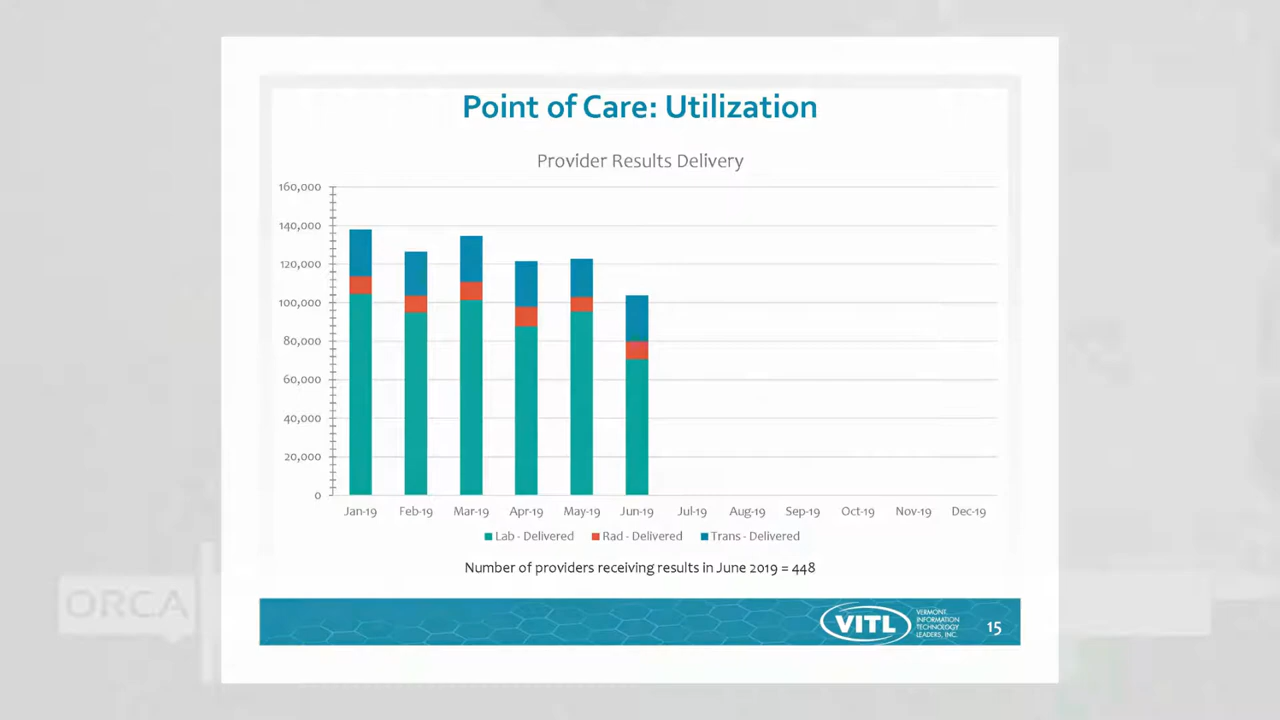 Point of Care: Utilization
Provider Results Delivery
160,000
140,000
120,000
100,000
80,000
60,000
40,000
20,000
0
Jan-19 Feb-19 Mar-19 Apr-19 May-19 Jun-19 Jul-19 Aug-19 Sep-19 Oct-19 Nov-19 Dec-19
Lab - Delivered Rad - Delivered Trans - Delivered
Number of providers receiving results in June 2019 = 448
ORCA
VITL
VERMONT
INFORMATION
TECHNOLOGY
LEADERS, INC.
15